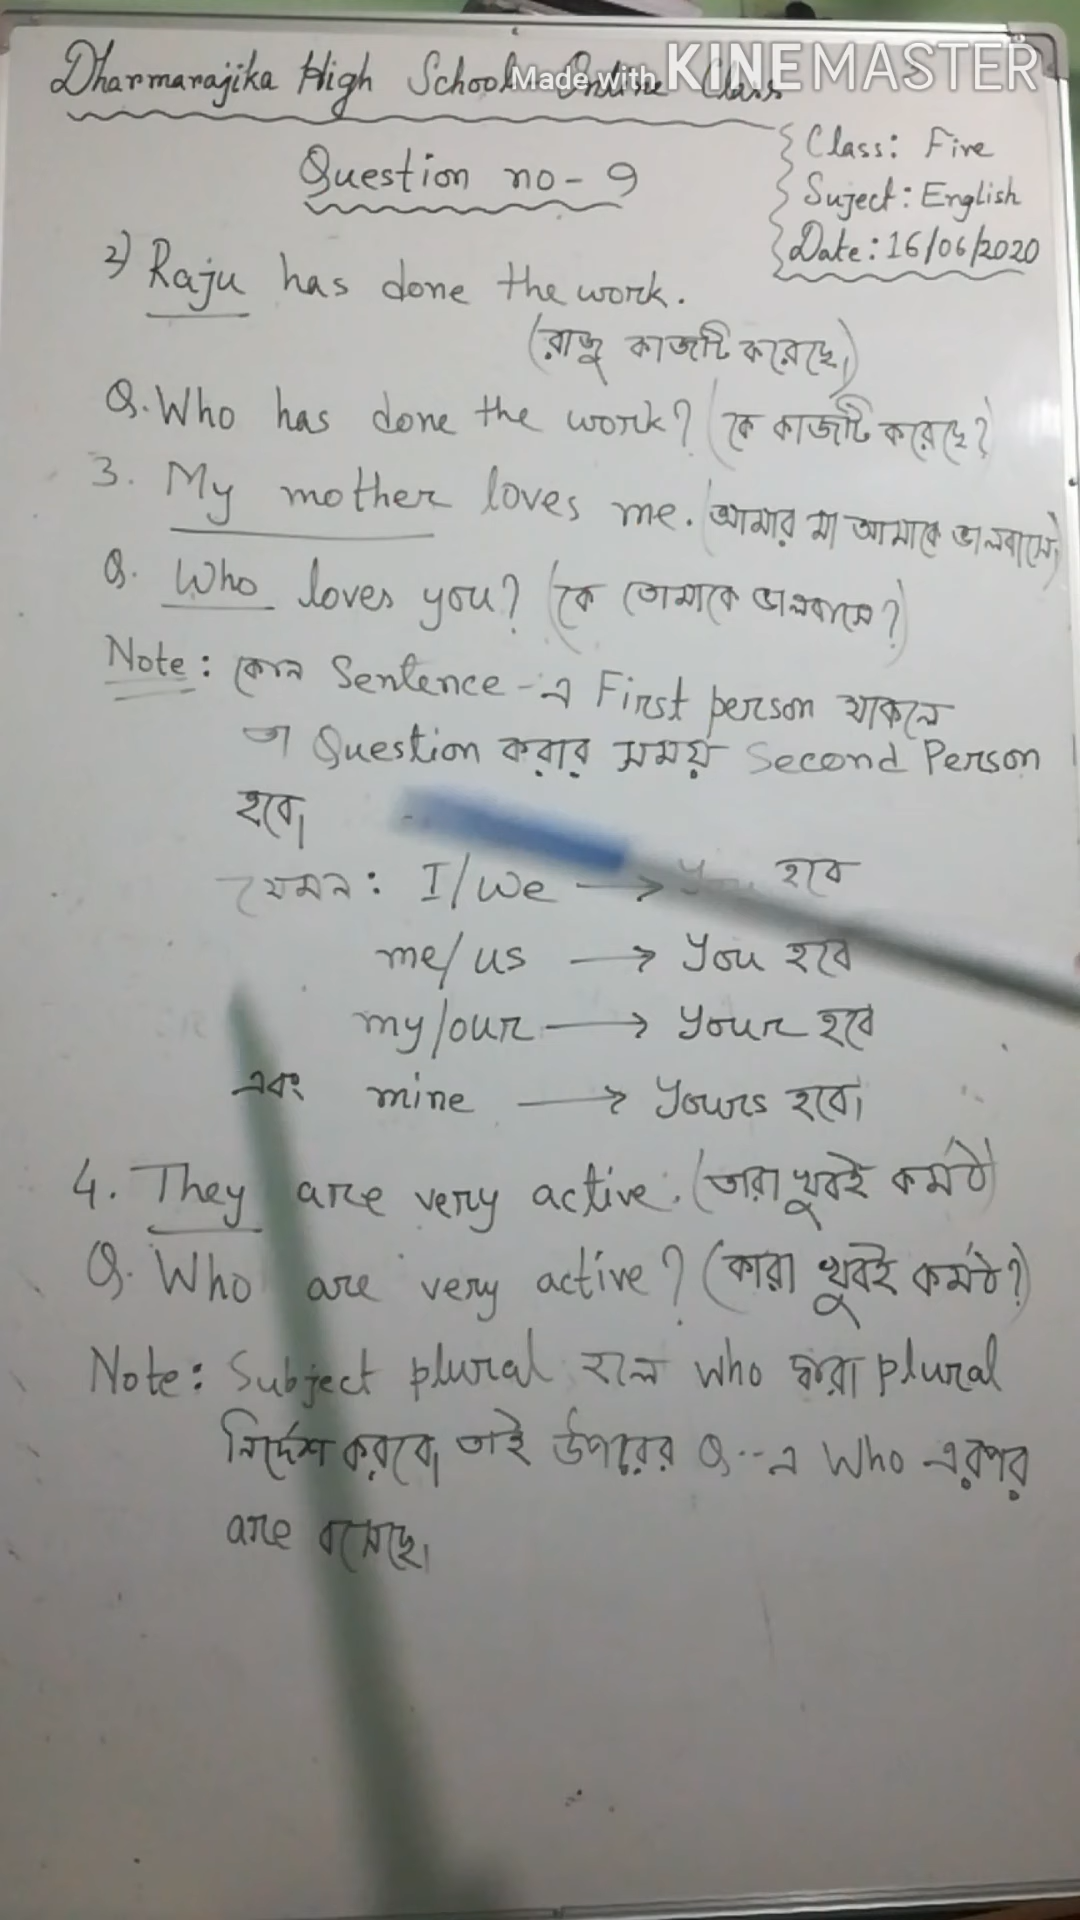 Dharmarajika High School Online Class
Made with KINEMASTER
Class: Five
Suject: English
Date: 16/06/2020
Question no-9
2) Raju has done the work.
(রাজু কাজটি করেছে।)
Q. Who has done the work? (কে কাজটি করেছে?)
3. My mother loves me. (আমার মা আমাকে ভালবাসে)
Q. Who loves you? (কে তোমাকে ভালবাসে?)
Note: কোন Sentence-এ First person থাকলে
তা Question করার সময় Second Person
হবে।
যেমন: I/We → You হবে
me/us → You হবে
my/our → Your হবে
এবং mine → Yours হবে।
4. They are very active. (তারা খুবই কর্মঠ)
Q. Who are very active? (কারা খুবই কর্মঠ?)
Note: Subject plural হলে Who দ্বারা plural
নির্দেশ করবে, তাই উপরের Q..এ Who এরপর
are বসেছে।